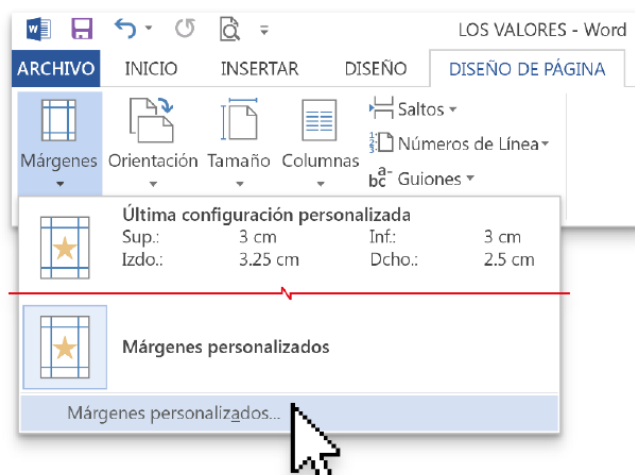 LOS VALORES - Word
ARCHIVO INICIO INSERTAR DISEÑO DISEÑO DE PÁGINA
Márgenes Orientación Tamaño Columnas
Saltos
Números de Línea
Guiones
Última configuración personalizada
Sup.: 3 cm Inf.: 3 cm
Izdo.: 3.25 cm Dcho.: 2.5 cm
Márgenes personalizados
Márgenes personalizados...